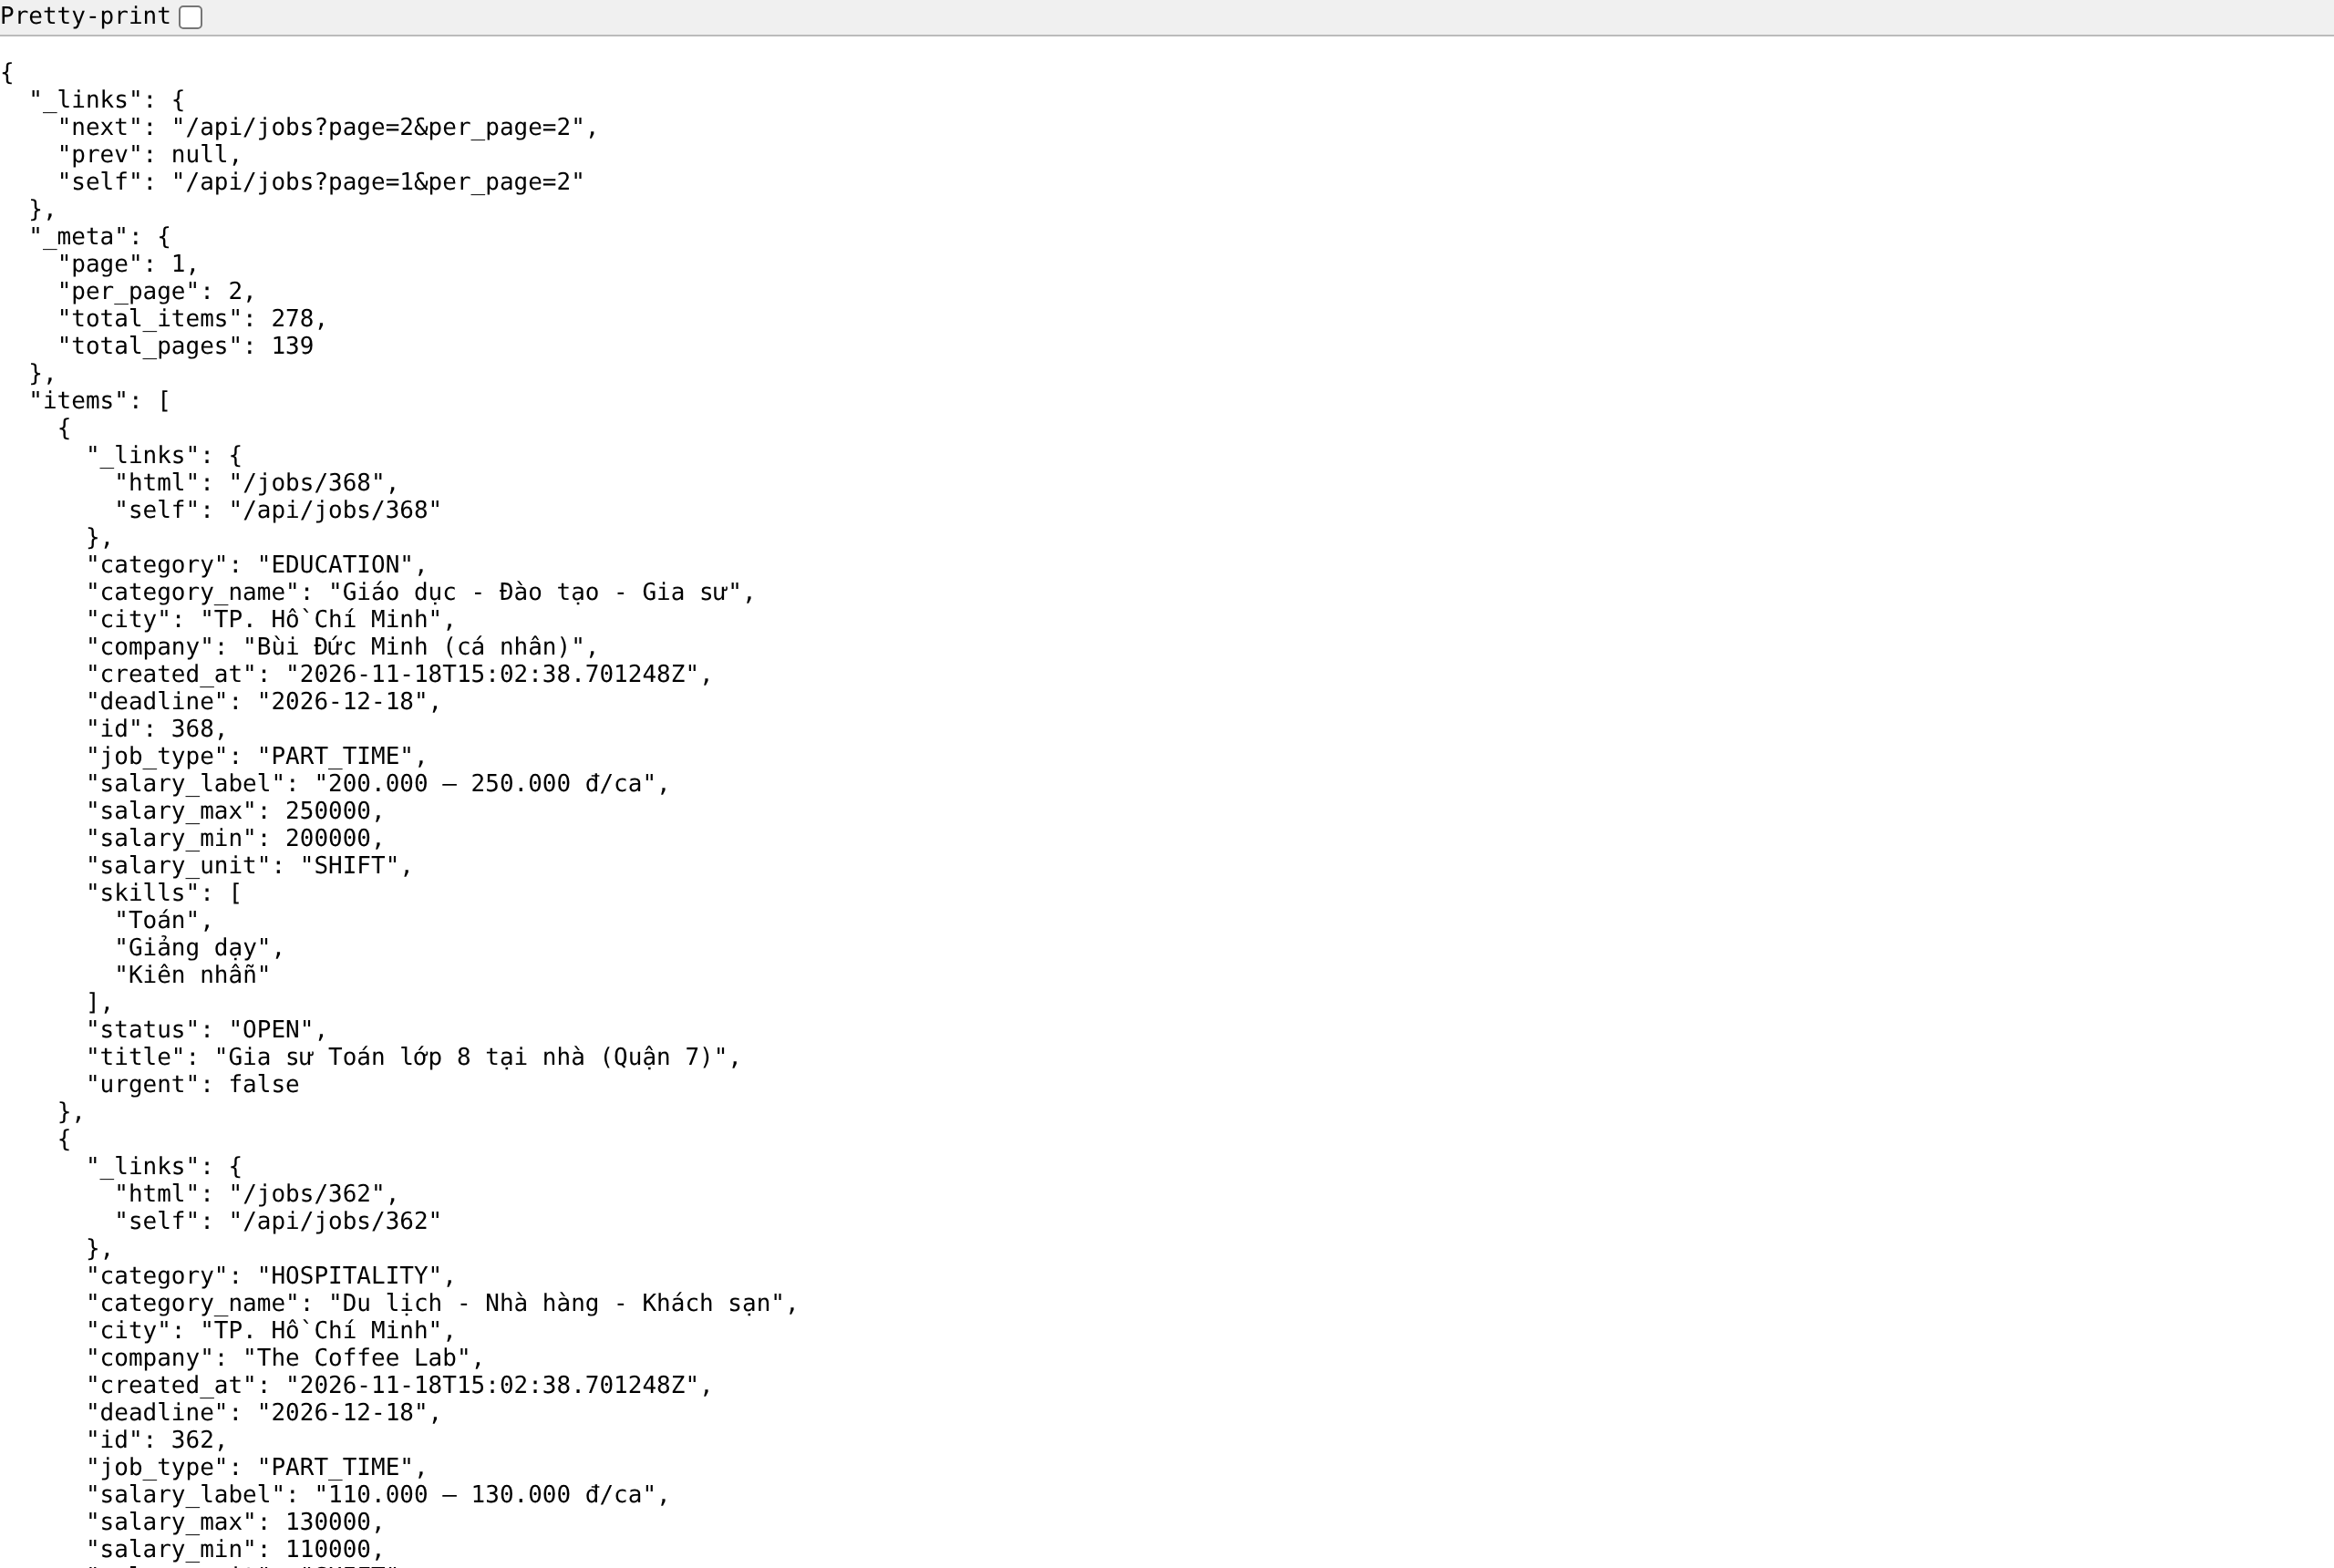 Pretty-print
{
  "_links": {
    "next": "/api/jobs?page=2&per_page=2",
    "prev": null,
    "self": "/api/jobs?page=1&per_page=2"
  },
  "_meta": {
    "page": 1,
    "per_page": 2,
    "total_items": 278,
    "total_pages": 139
  },
  "items": [
    {
      "_links": {
        "html": "/jobs/368",
        "self": "/api/jobs/368"
      },
      "category": "EDUCATION",
      "category_name": "Giáo dục - Đào tạo - Gia sư",
      "city": "TP. Hồ Chí Minh",
      "company": "Bùi Đức Minh (cá nhân)",
      "created_at": "2026-11-18T15:02:38.701248Z",
      "deadline": "2026-12-18",
      "id": 368,
      "job_type": "PART_TIME",
      "salary_label": "200.000 – 250.000 đ/ca",
      "salary_max": 250000,
      "salary_min": 200000,
      "salary_unit": "SHIFT",
      "skills": [
        "Toán",
        "Giảng dạy",
        "Kiên nhẫn"
      ],
      "status": "OPEN",
      "title": "Gia sư Toán lớp 8 tại nhà (Quận 7)",
      "urgent": false
    },
    {
      "_links": {
        "html": "/jobs/362",
        "self": "/api/jobs/362"
      },
      "category": "HOSPITALITY",
      "category_name": "Du lịch - Nhà hàng - Khách sạn",
      "city": "TP. Hồ Chí Minh",
      "company": "The Coffee Lab",
      "created_at": "2026-11-18T15:02:38.701248Z",
      "deadline": "2026-12-18",
      "id": 362,
      "job_type": "PART_TIME",
      "salary_label": "110.000 – 130.000 đ/ca",
      "salary_max": 130000,
      "salary_min": 110000,